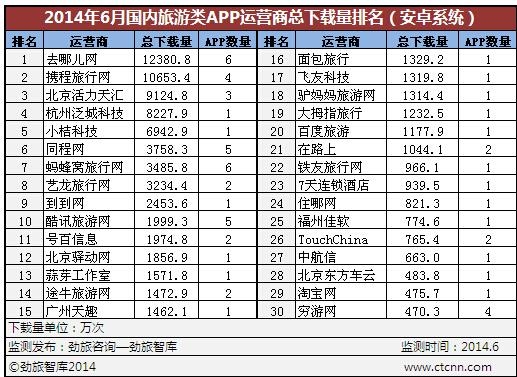 2014年6月国内旅游类APP运营商总下载量排名（安卓系统）
排名 运营商 总下载量 APP数量 排名 运营商 总下载量 APP数量
1 去哪儿网 12380.8 6 16 面包旅行 1329.2 1
2 携程旅行网 10653.4 4 17 飞友科技 1319.8 1
3 北京活力天汇 9124.8 3 18 驴妈妈旅游网 1314.4 1
4 杭州泛城科技 8227.9 1 19 大拇指旅行 1232.5 1
5 小桔科技 6942.9 1 20 百度旅游 1177.9 1
6 同程网 3758.3 5 21 在路上 1044.1 2
7 蚂蜂窝旅行网 3485.8 6 22 铁友旅行网 966.1 1
8 艺龙旅行网 3234.4 2 23 7天连锁酒店 939.5 1
9 到到网 2453.6 1 24 住哪网 821.3 1
10 酷讯旅游网 1999.3 5 25 福州佳软 774.6 1
11 号百信息 1974.8 2 26 TouchChina 765.4 2
12 北京驿动网 1856.9 1 27 中航信 663.0 1
13 蒜芽工作室 1571.8 1 28 北京东方车云 483.8 1
14 途牛旅游网 1472.9 2 29 淘宝网 475.7 1
15 广州天趣 1462.1 1 30 穷游网 470.3 4
下载量单位：万次
监测发布：劲旅咨询—劲旅智库 监测时间：2014.6
©劲旅智库2014 www.ctcnn.com